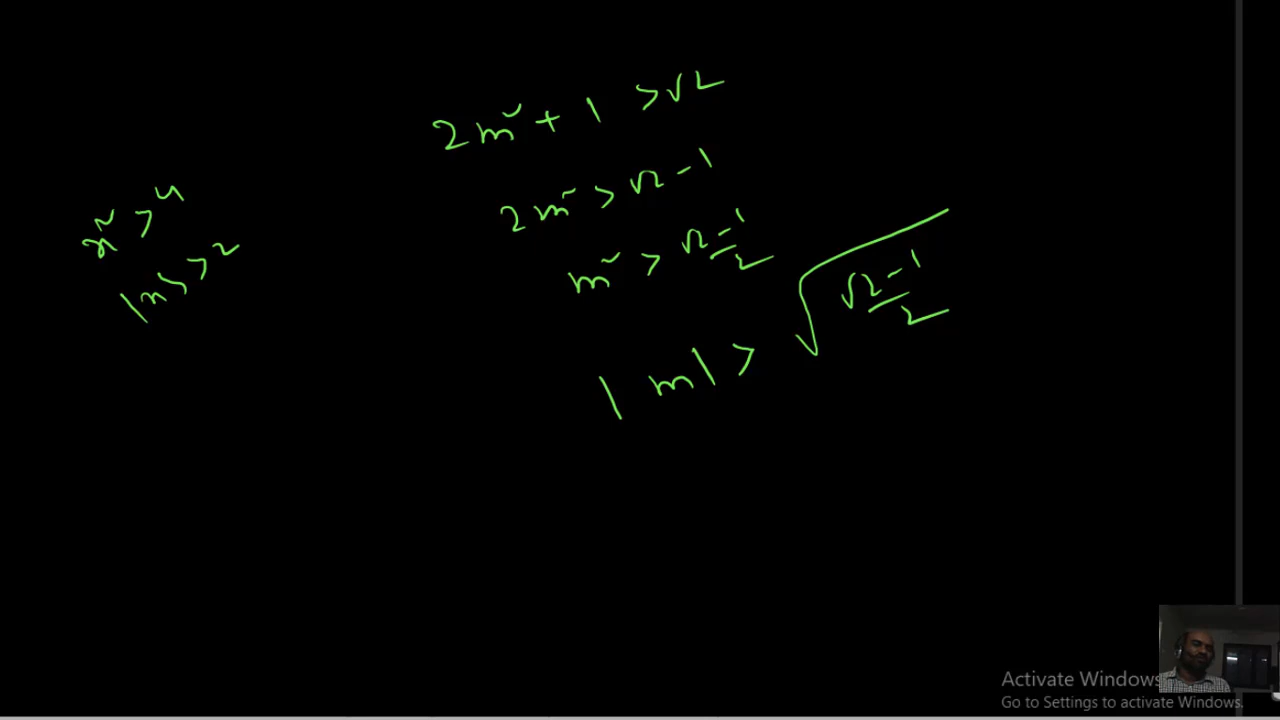 2m² + 1 > √2
2m² > √2 - 1
m² > (√2 - 1)/2
|m| > √((√2 - 1)/2)
x² > 4
|x| > 2
Activate Windows
Go to Settings to activate Windows.